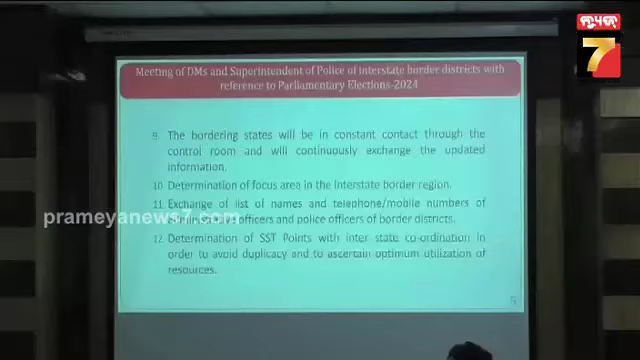 ନ୍ୟୁଜ୍
7
Meeting of DMs and Superintendent of Police of interstate border districts with
reference to Parliamentary Elections-2024
9. The bordering states will be in constant contact through the
control room and will continuously exchange the updated
information.
10. Determination of focus area in the interstate border region.
11. Exchange of list of names and telephone/mobile numbers of
administrative officers and police officers of border districts.
prameyanews7.com
12. Determination of SST Points with inter state co-ordination in
order to avoid duplicacy and to ascertain optimum utilization of
resources.
5